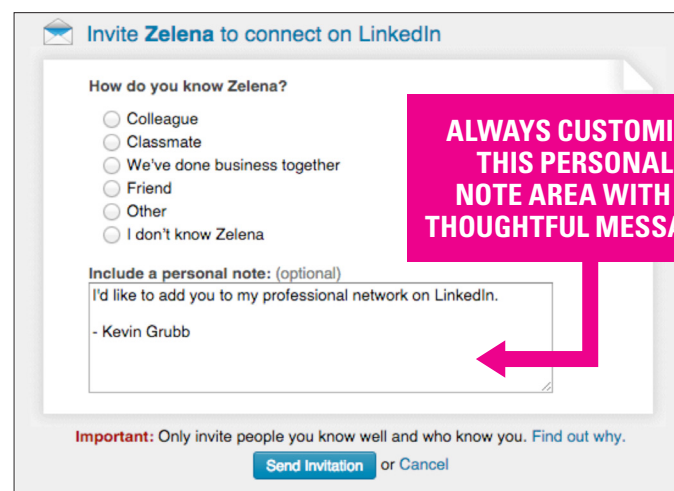 Invite Zelena to connect on LinkedIn
How do you know Zelena?
Colleague
Classmate
We've done business together
Friend
Other
I don't know Zelena
ALWAYS CUSTOMI
THIS PERSONAL
NOTE AREA WITH
THOUGHTFUL MESSA
Include a personal note: (optional)
I'd like to add you to my professional network on LinkedIn.
- Kevin Grubb
Important: Only invite people you know well and who know you. Find out why.
Send Invitation or Cancel